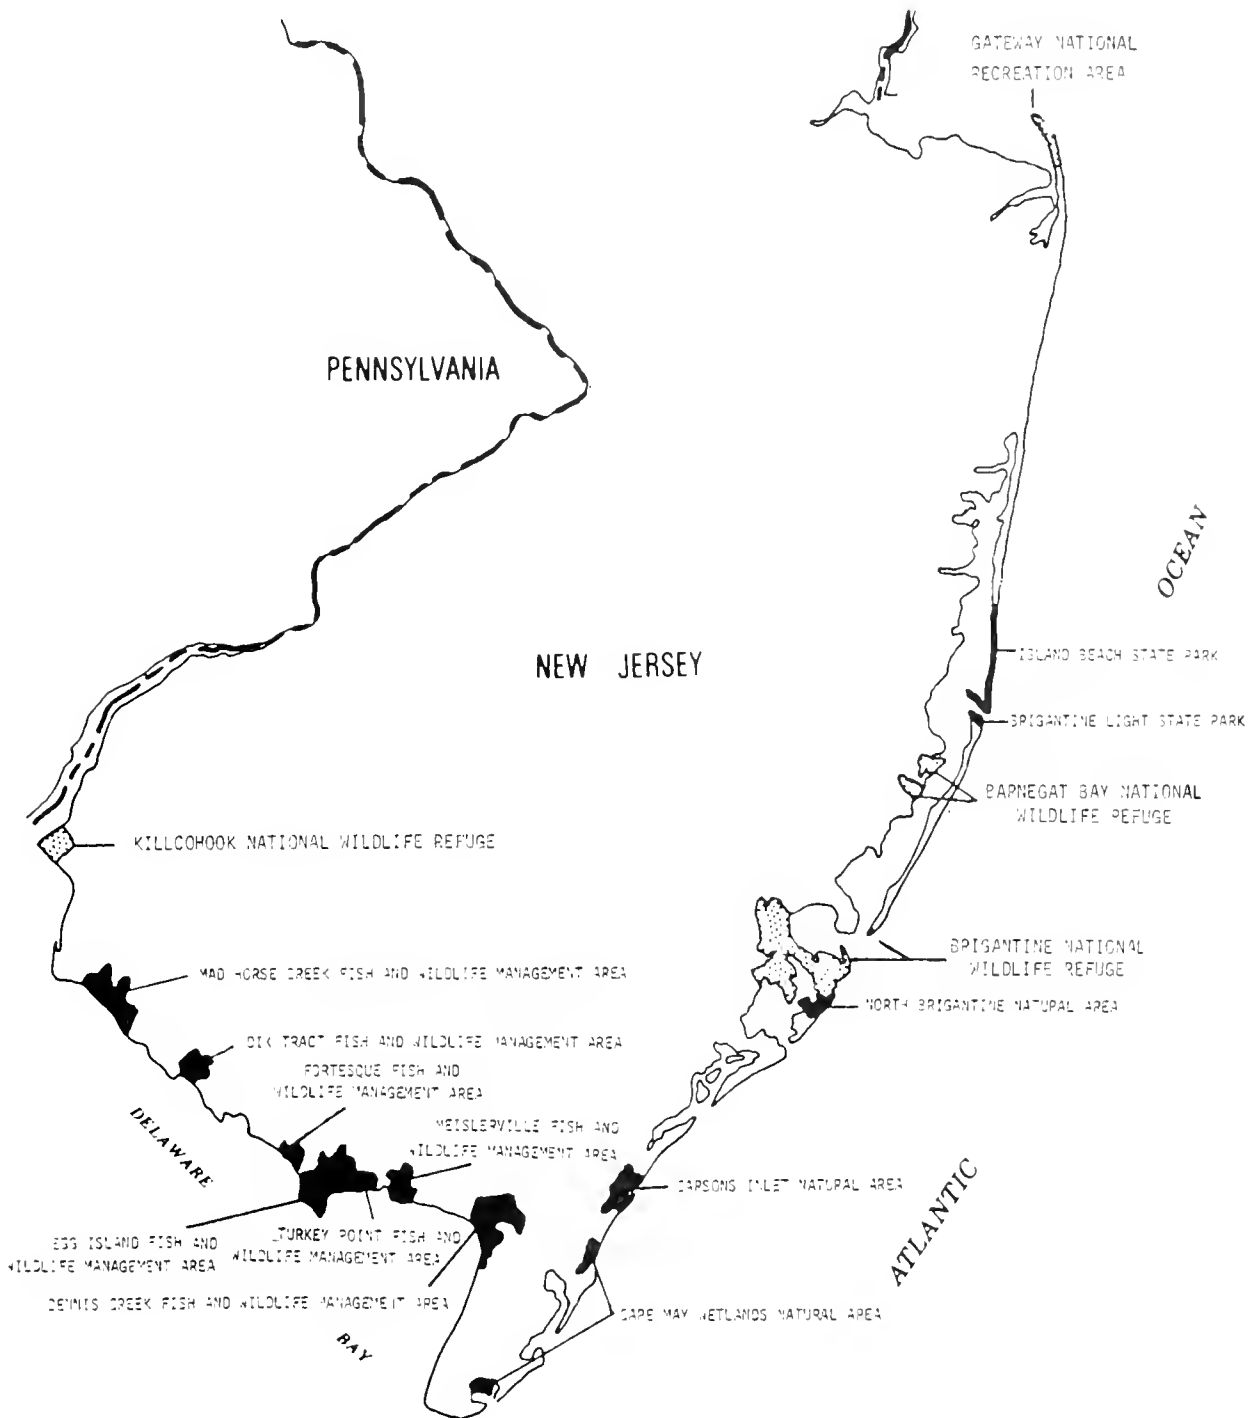 GATEWAY NATIONAL
RECREATION AREA
PENNSYLVANIA
OCEAN
NEW JERSEY
ISLAND BEACH STATE PARK
BRIGANTINE LIGHT STATE PARK
BARNEGAT BAY NATIONAL
WILDLIFE REFUGE
KILLCOHOOK NATIONAL WILDLIFE REFUGE
BRIGANTINE NATIONAL
WILDLIFE REFUGE
MAD HORSE CREEK FISH AND WILDLIFE MANAGEMENT AREA
NORTH BRIGANTINE NATURAL AREA
DIX TRACT FISH AND WILDLIFE MANAGEMENT AREA
FORTESQUE FISH AND
WILDLIFE MANAGEMENT AREA
DELAWARE
HEISLERVILLE FISH AND
WILDLIFE MANAGEMENT AREA
CARSONS INLET NATURAL AREA
ATLANTIC
EGG ISLAND FISH AND
WILDLIFE MANAGEMENT AREA
TURKEY POINT FISH AND
WILDLIFE MANAGEMENT AREA
DENNIS CREEK FISH AND WILDLIFE MANAGEMENT AREA
CAPE MAY WETLANDS NATURAL AREA
BAY